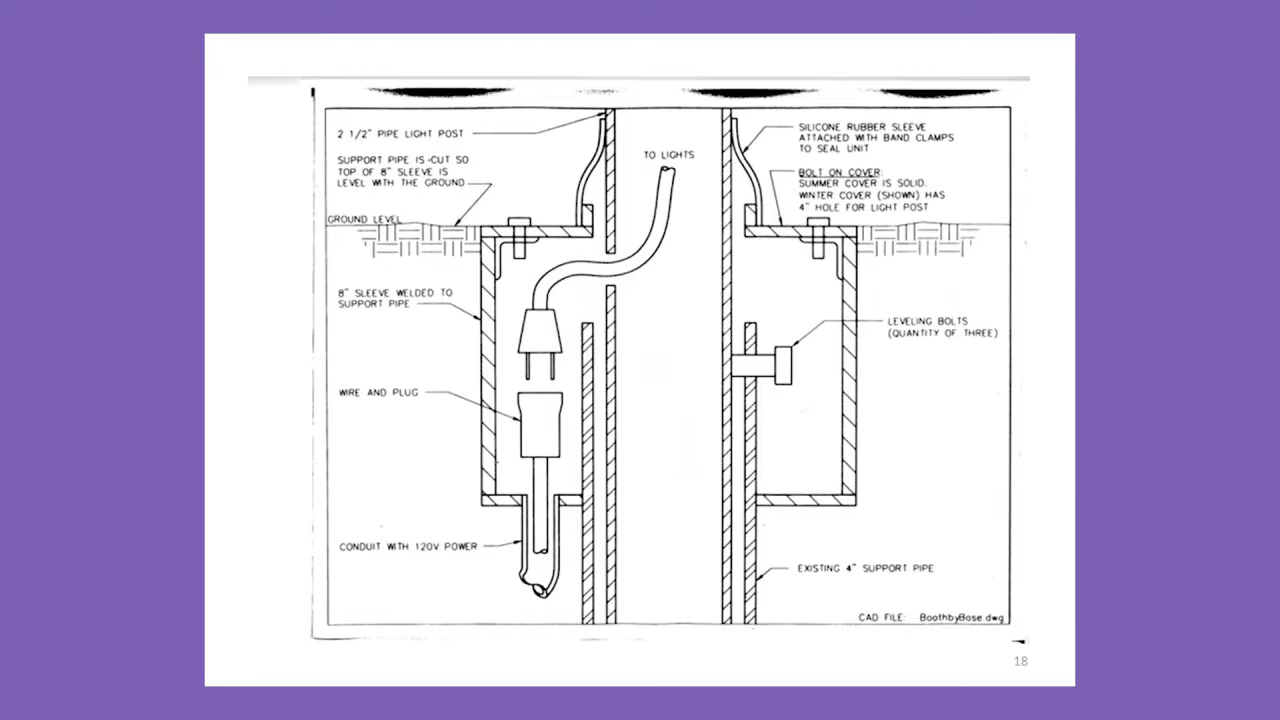 2 1/2" PIPE LIGHT POST
SUPPORT PIPE IS CUT SO
TOP OF 8" SLEEVE IS
LEVEL WITH THE GROUND
GROUND LEVEL
8" SLEEVE WELDED TO
SUPPORT PIPE
WIRE AND PLUG
CONDUIT WITH 120V POWER
TO LIGHTS
SILICONE RUBBER SLEEVE
ATTACHED WITH BAND CLAMPS
TO SEAL UNIT
BOLT ON COVER:
SUMMER COVER IS SOLID.
WINTER COVER (SHOWN) HAS
4" HOLE FOR LIGHT POST
LEVELING BOLTS
(QUANTITY OF THREE)
EXISTING 4" SUPPORT PIPE
CAD FILE: BoothbyBase.dwg
18